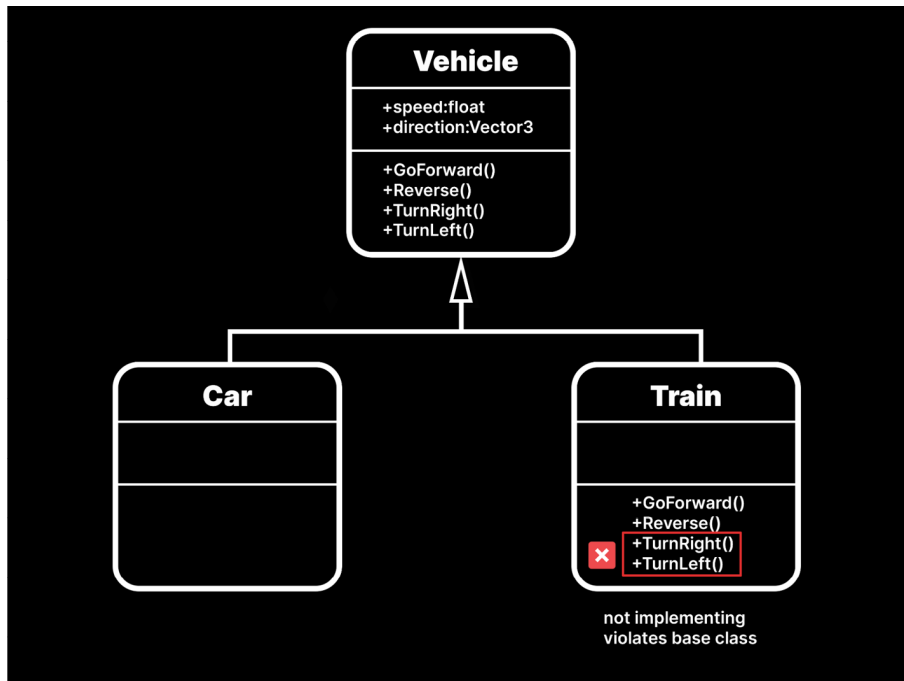 Vehicle
+speed:float
+direction:Vector3
+GoForward()
+Reverse()
+TurnRight()
+TurnLeft()
Car
Train
+GoForward()
+Reverse()
+TurnRight()
+TurnLeft()
not implementing
violates base class